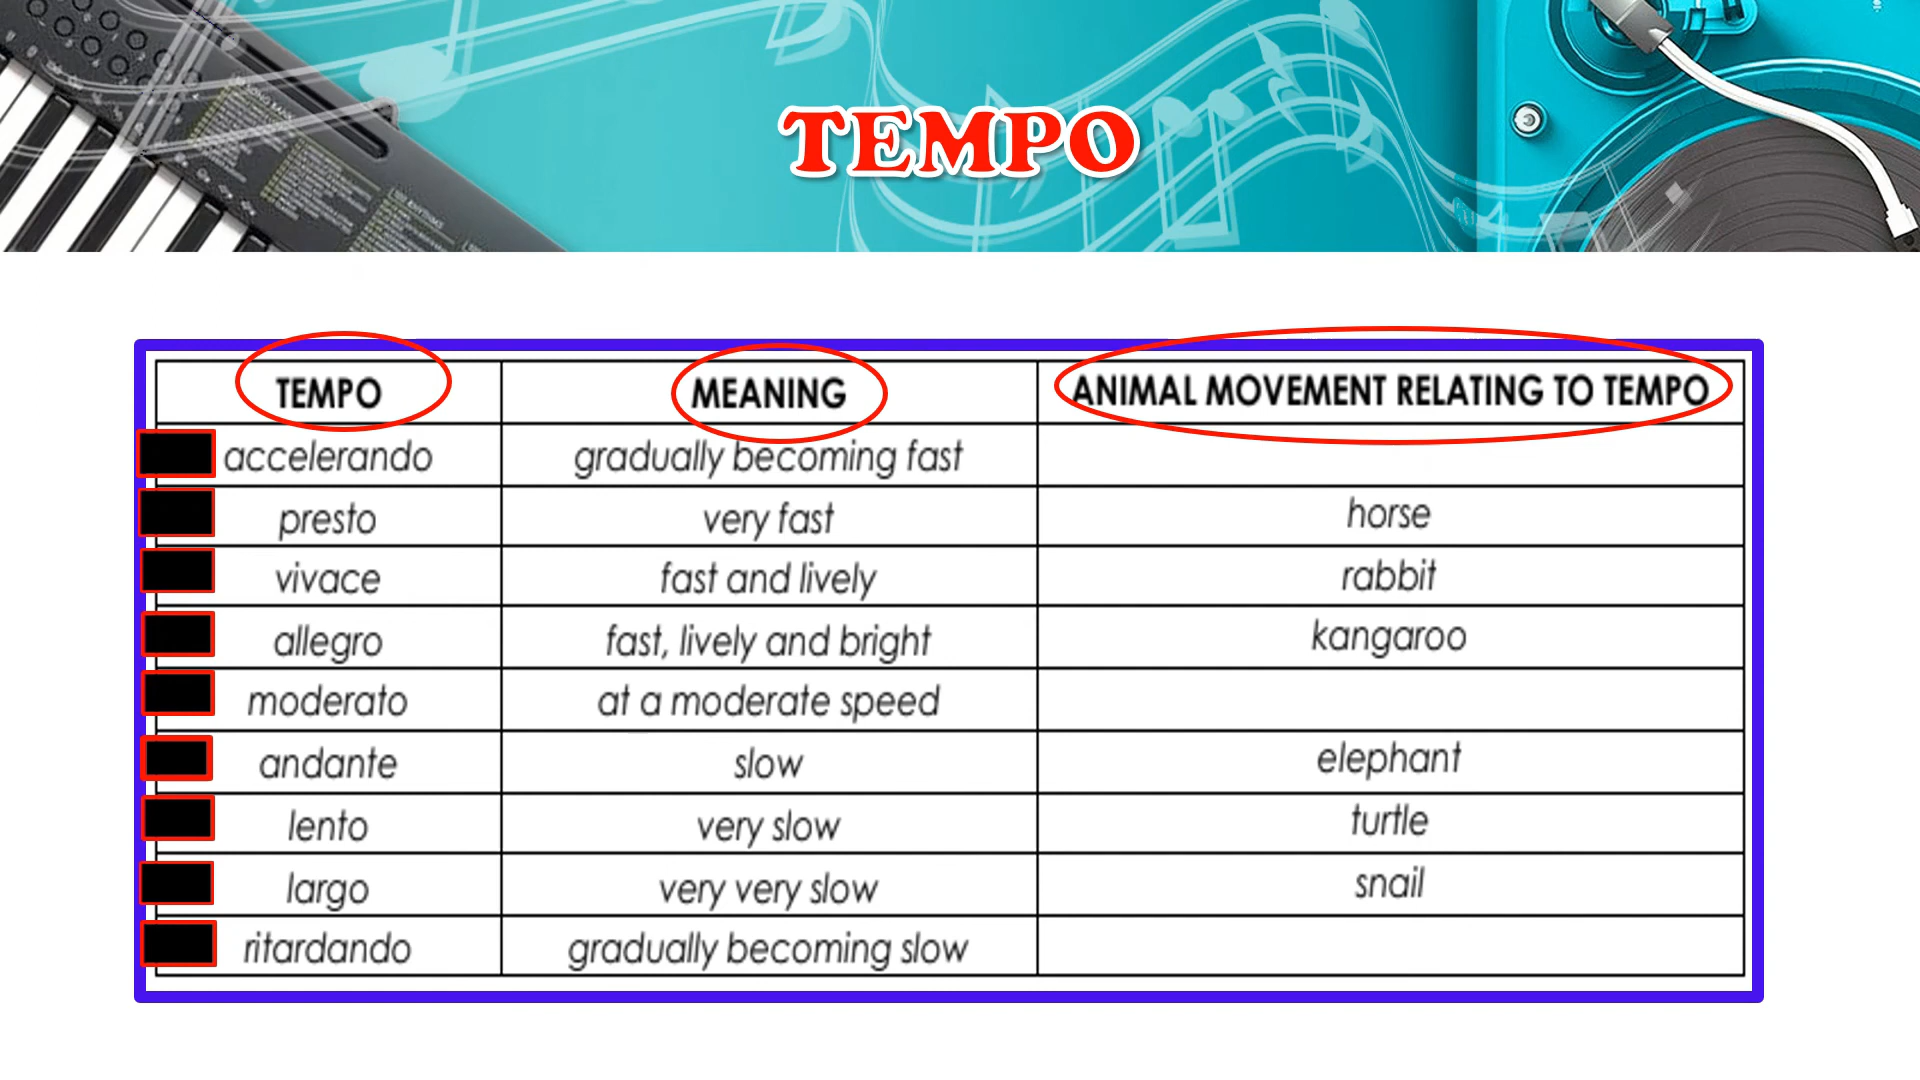 TEMPO
TEMPO MEANING ANIMAL MOVEMENT RELATING TO TEMPO
accelerando gradually becoming fast
presto very fast horse
vivace fast and lively rabbit
allegro fast, lively and bright kangaroo
moderato at a moderate speed
andante slow elephant
lento very slow turtle
largo very very slow snail
ritardando gradually becoming slow